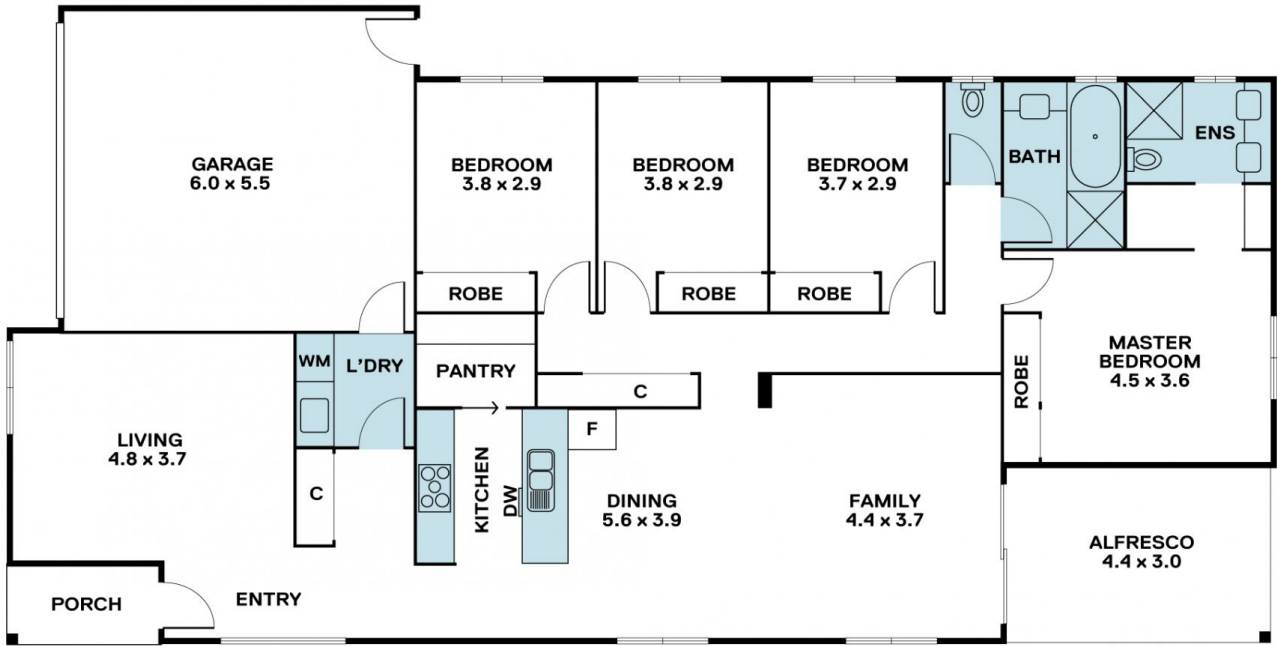 GARAGE
6.0 x 5.5
BEDROOM
3.8 x 2.9
BEDROOM
3.8 x 2.9
BEDROOM
3.7 x 2.9
BATH
ENS
ROBE
ROBE
ROBE
WM
L'DRY
PANTRY
C
ROBE
MASTER
BEDROOM
4.5 x 3.6
LIVING
4.8 x 3.7
C
KITCHEN
DW
F
DINING
5.6 x 3.9
FAMILY
4.4 x 3.7
ALFRESCO
4.4 x 3.0
PORCH
ENTRY